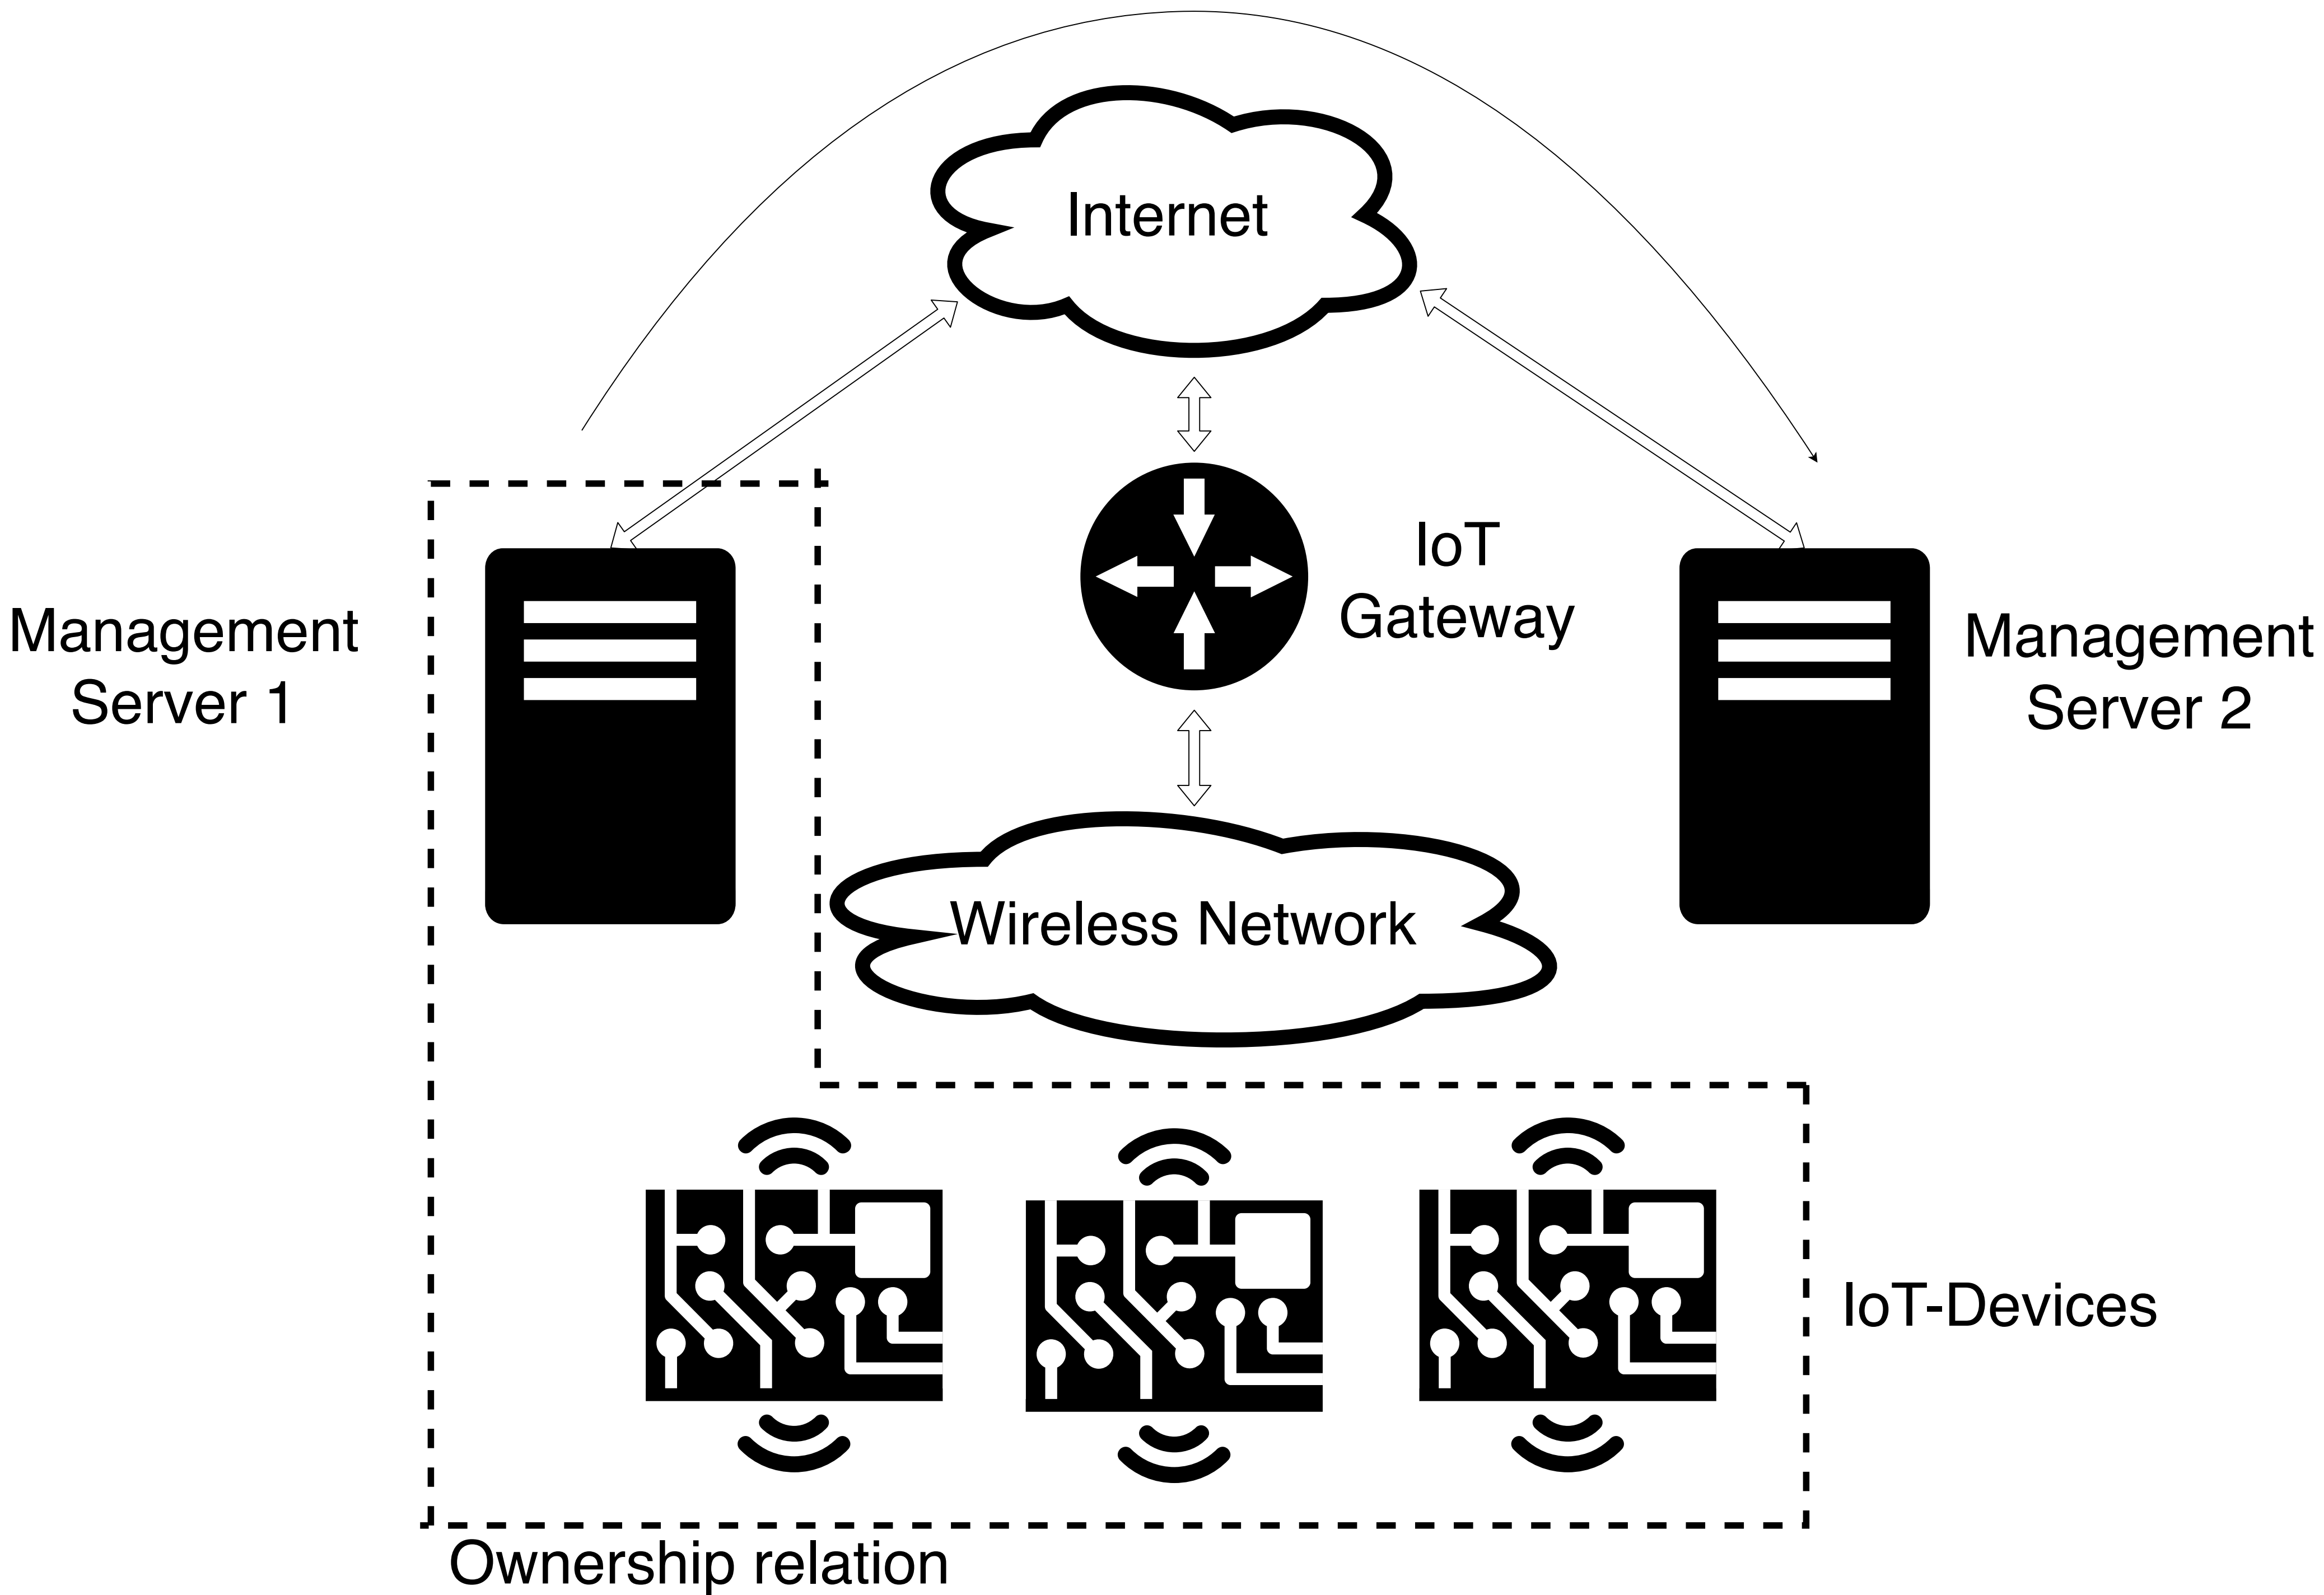 Internet
IoT
Gateway
Management
Server 1
Management
Server 2
Wireless Network
IoT-Devices
Ownership relation